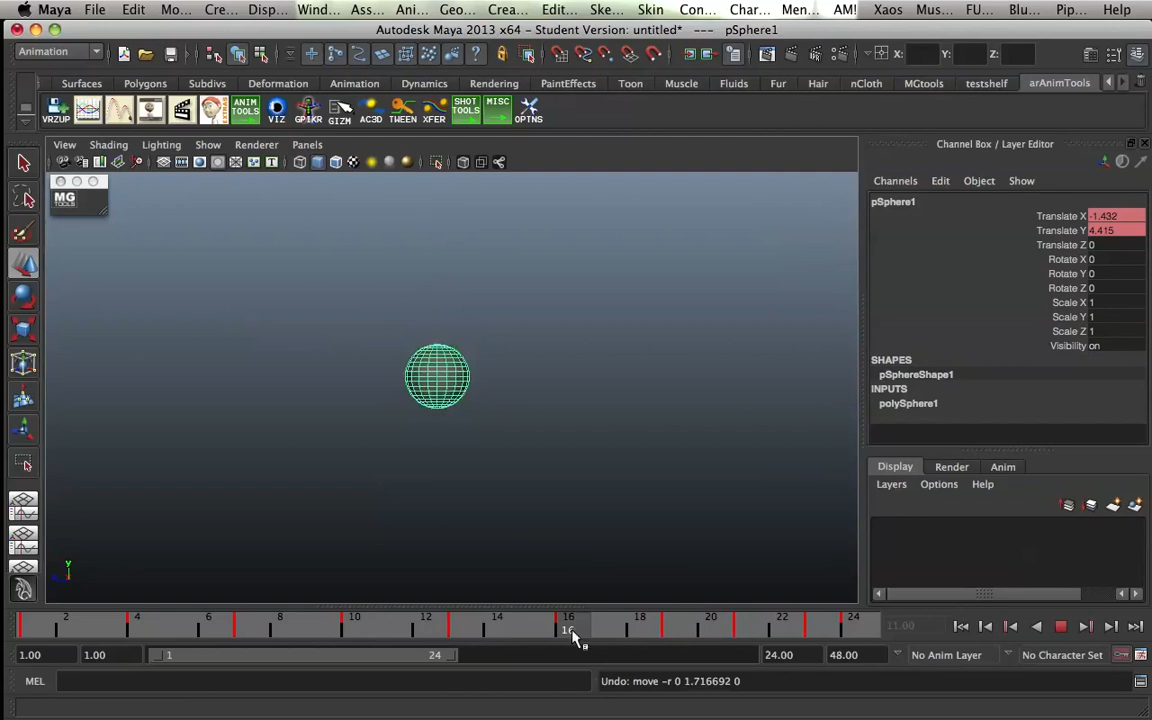 Maya File Edit Mo... Cre... Disp... Wind... Ass... Ani... Geo... Crea... Edit... Ske... Skin Con... Char... Men... AM! Xaos Mus... FU... Blu... Pip... Help
Autodesk Maya 2013 x64 - Student Version: untitled* --- pSphere1
Animation X: Y: Z:
Surfaces Polygons Subdivs Deformation Animation Dynamics Rendering PaintEffects Toon Muscle Fluids Fur Hair nCloth MGtools testshelf arAnimTools
ANIM TOOLS SHOT TOOLS MISC
VRZUP VIZ GPIKR GIZM AC3D TWEEN XFER OPTNS
View Shading Lighting Show Renderer Panels
MG TOOLS
Channel Box / Layer Editor
Channels Edit Object Show
pSphere1
Translate X -1.432
Translate Y 4.415
Translate Z 0
Rotate X 0
Rotate Y 0
Rotate Z 0
Scale X 1
Scale Y 1
Scale Z 1
Visibility on
SHAPES
pSphereShape1
INPUTS
polySphere1
Display Render Anim
Layers Options Help
y
2 4 6 8 10 12 14 16 18 20 22 24
16
11.00
1.00 1.00 1 24 24.00 48.00 No Anim Layer No Character Set
MEL Undo: move -r 0 1.716692 0